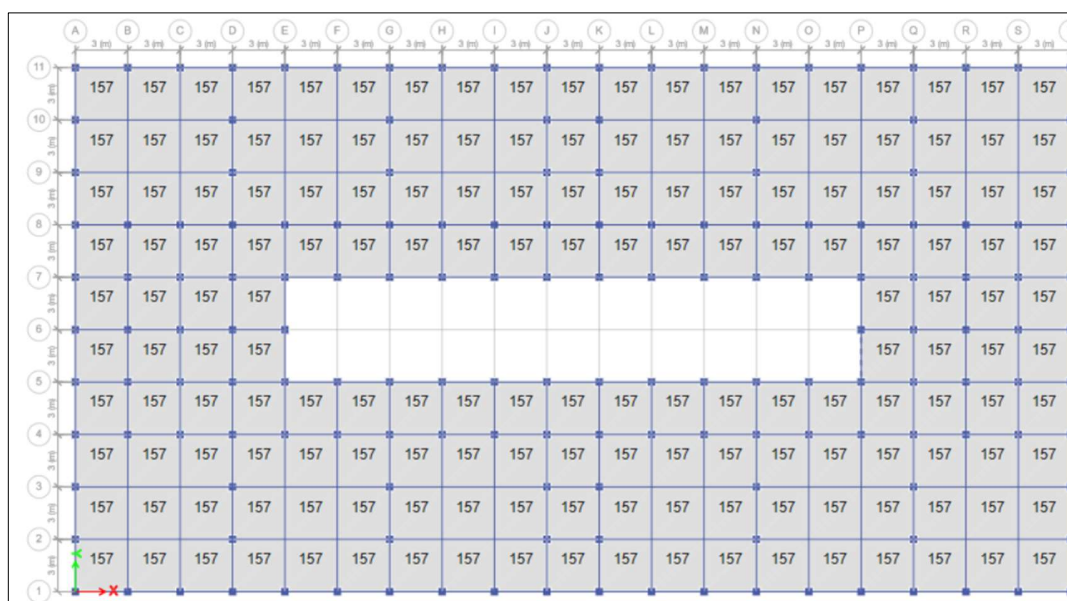 A B C D E F G H I J K L M N O P Q R S
3 (m) 3 (m) 3 (m) 3 (m) 3 (m) 3 (m) 3 (m) 3 (m) 3 (m) 3 (m) 3 (m) 3 (m) 3 (m) 3 (m) 3 (m) 3 (m) 3 (m) 3 (m) 3 (m)
11
3 (m) 157 157 157 157 157 157 157 157 157 157 157 157 157 157 157 157 157 157 157
10
3 (m) 157 157 157 157 157 157 157 157 157 157 157 157 157 157 157 157 157 157 157
9
3 (m) 157 157 157 157 157 157 157 157 157 157 157 157 157 157 157 157 157 157 157
8
3 (m) 157 157 157 157 157 157 157 157 157 157 157 157 157 157 157 157 157 157 157
7
3 (m) 157 157 157 157 157 157 157 157
6
3 (m) 157 157 157 157 157 157 157 157
5
3 (m) 157 157 157 157 157 157 157 157 157 157 157 157 157 157 157 157 157 157 157
4
3 (m) 157 157 157 157 157 157 157 157 157 157 157 157 157 157 157 157 157 157 157
3
3 (m) 157 157 157 157 157 157 157 157 157 157 157 157 157 157 157 157 157 157 157
2
3 (m) Y 157 157 157 157 157 157 157 157 157 157 157 157 157 157 157 157 157 157 157
1 X